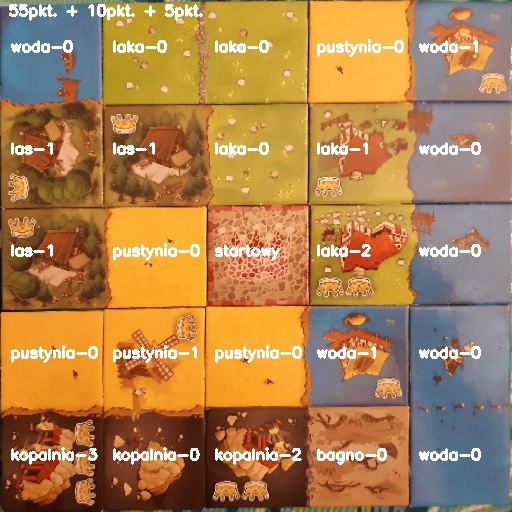 55pkt. + 10pkt. + 5pkt.
woda-0 laka-0 laka-0 pustynia-0 woda-1
las-1 las-1 laka-0 laka-1 woda-0
las-1 pustynia-0 startowy laka-2 woda-0
pustynia-0 pustynia-1 pustynia-0 woda-1 woda-0
kopalnia-3 kopalnia-0 kopalnia-2 bagno-0 woda-0